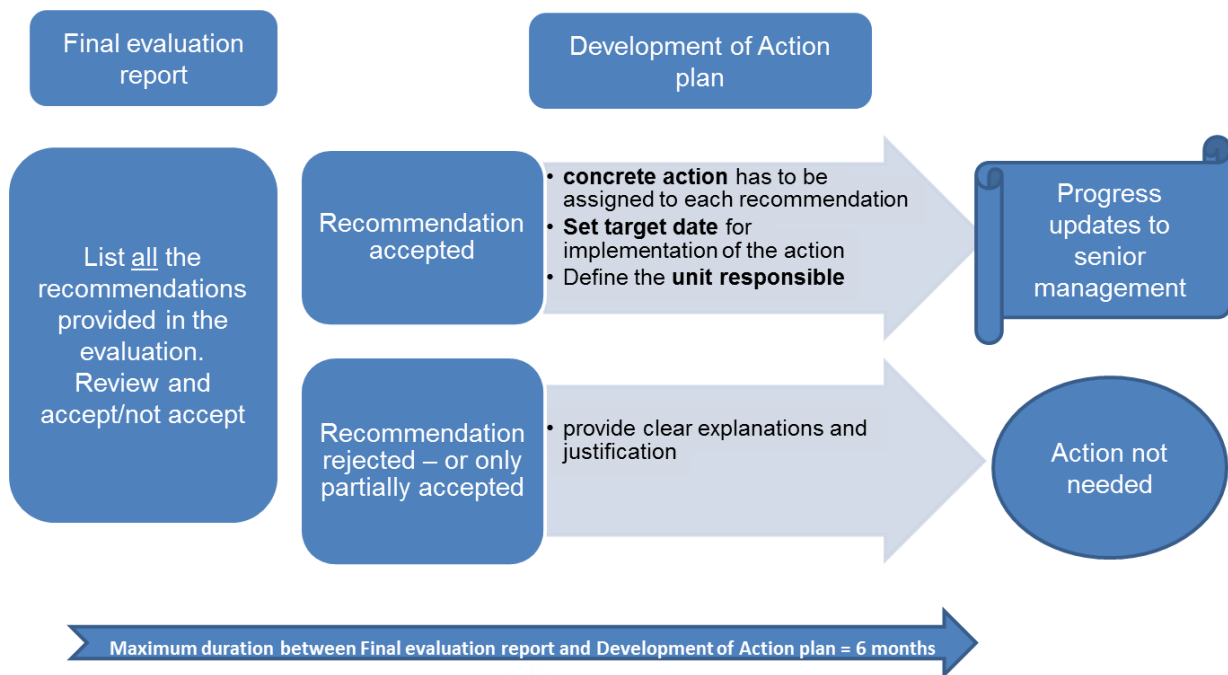 Final evaluation
report
Development of Action
plan
List all the
recommendations
provided in the
evaluation.
Review and
accept/not accept
Recommendation
accepted
• concrete action has to be
assigned to each recommendation
• Set target date for
implementation of the action
• Define the unit responsible
Progress
updates to
senior
management
Recommendation
rejected – or only
partially accepted
• provide clear explanations and
justification
Action not
needed
Maximum duration between Final evaluation report and Development of Action plan = 6 months